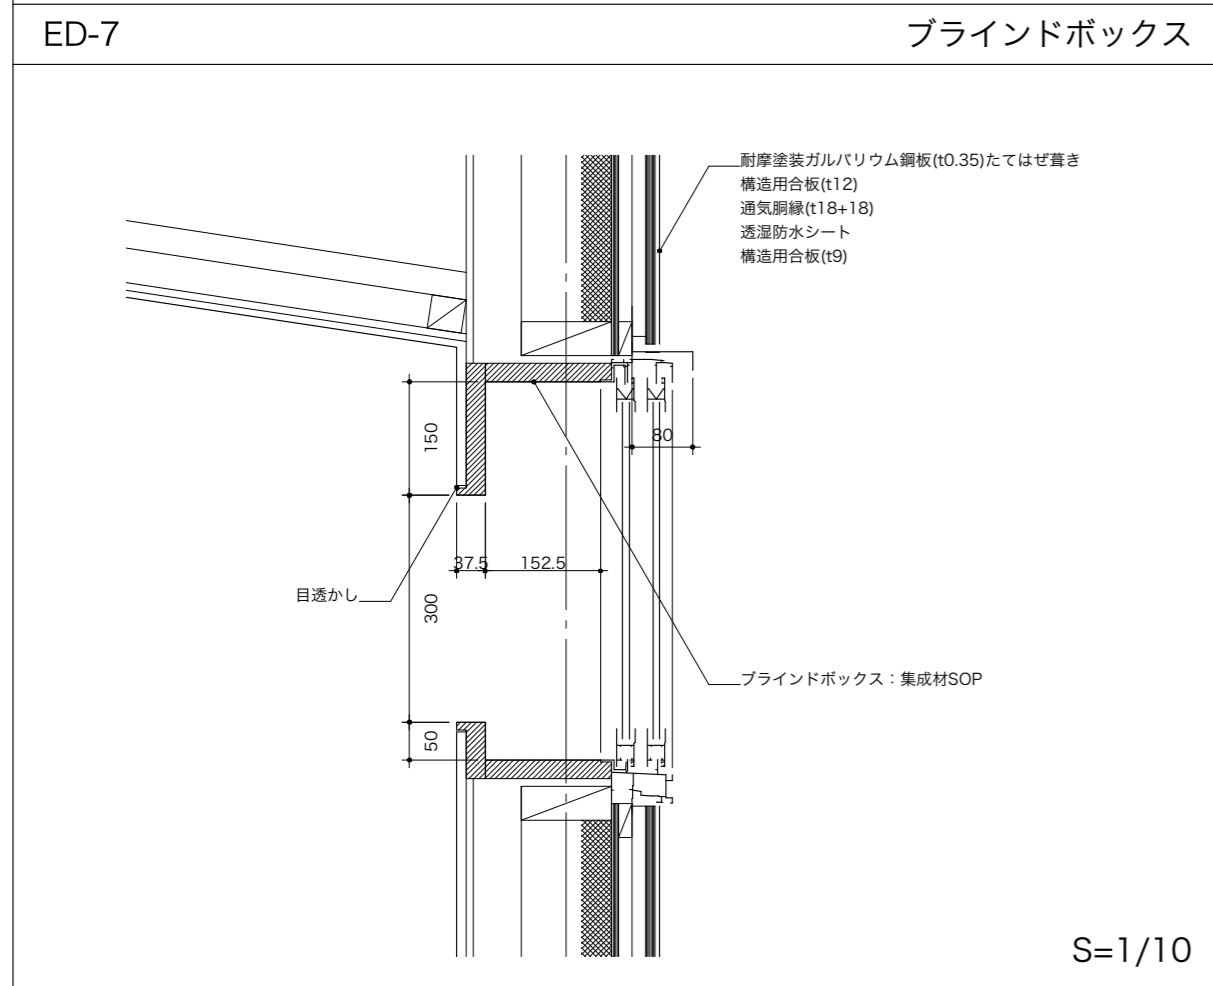 ED-7
ブラインドボックス
耐摩塗装ガルバリウム鋼板(t0.35)たてはぜ葺き
構造用合板(t12)
通気胴縁(t18+18)
透湿防水シート
構造用合板(t9)
150
80
37.5
152.5
目透かし
300
ブラインドボックス：集成材SOP
50
S=1/10